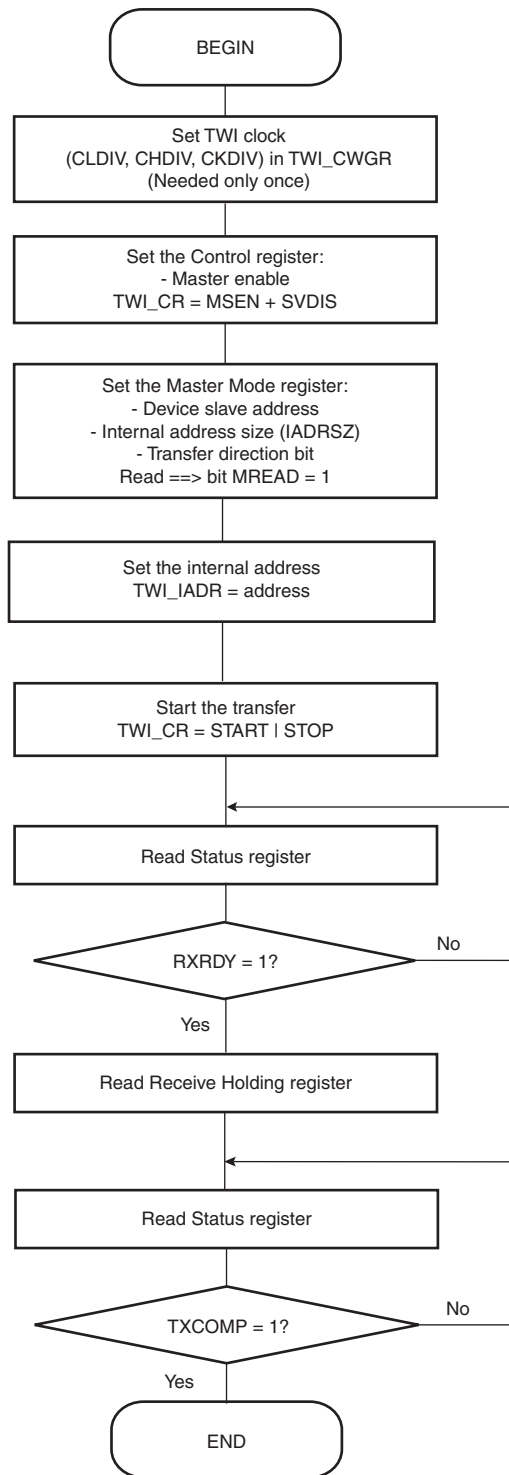 BEGIN
Set TWI clock
(CLDIV, CHDIV, CKDIV) in TWI_CWGR
(Needed only once)
Set the Control register:
- Master enable
TWI_CR = MSEN + SVDIS
Set the Master Mode register:
- Device slave address
- Internal address size (IADRSZ)
- Transfer direction bit
Read ==> bit MREAD = 1
Set the internal address
TWI_IADR = address
Start the transfer
TWI_CR = START | STOP
Read Status register
RXRDY = 1?
No
Yes
Read Receive Holding register
Read Status register
TXCOMP = 1?
No
Yes
END